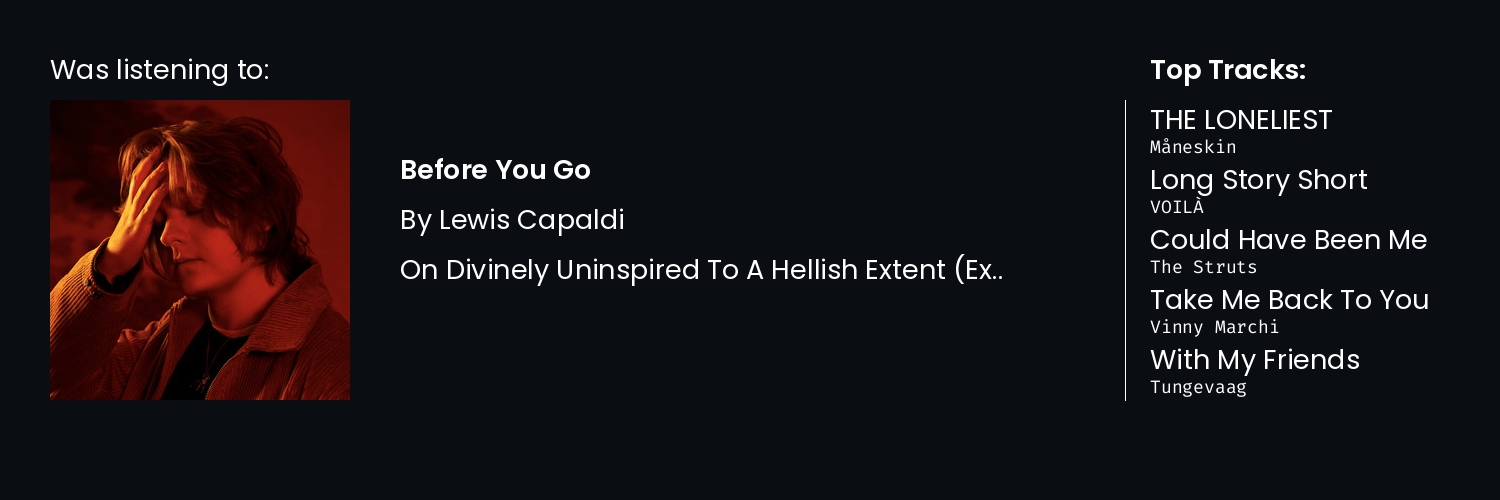 Was listening to:
Before You Go
By Lewis Capaldi
On Divinely Uninspired To A Hellish Extent (Ex..
Top Tracks:
THE LONELIEST
Måneskin
Long Story Short
VOILÀ
Could Have Been Me
The Struts
Take Me Back To You
Vinny Marchi
With My Friends
Tungevaag